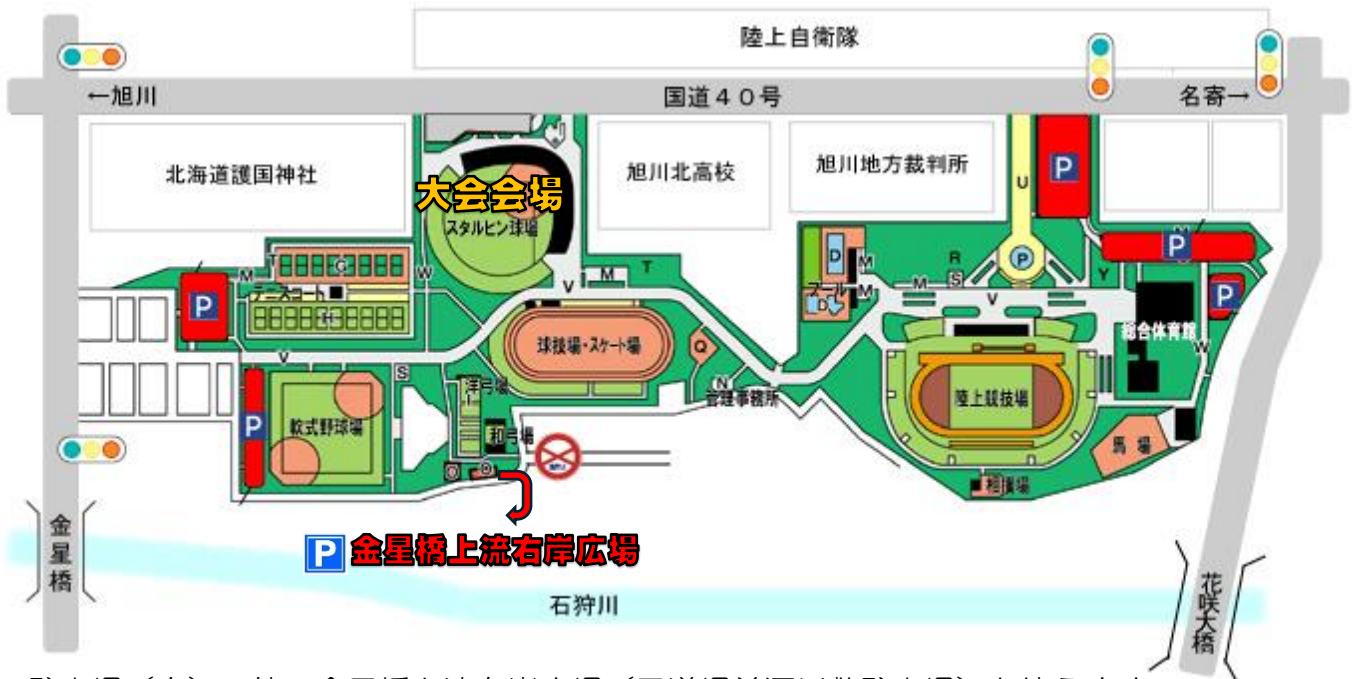 陸上自衛隊
←旭川
国道40号
名寄→
北海道護国神社
旭川北高校
旭川地方裁判所
P
U
大会会場
スタルヒン球場
P
D
M
R
P
T
G
M
W
T
M
S
M
Y
P
テニスコート
V
プール
M
V
P
H
D
総合体育館
球技場・スケート場
Q
W
V
S
N
管理事務所
洋弓場
I
陸上競技場
P
軟式野球場
和弓場
馬場
O
相撲場
金星橋
P 金星橋上流右岸広場
石狩川
花咲大橋